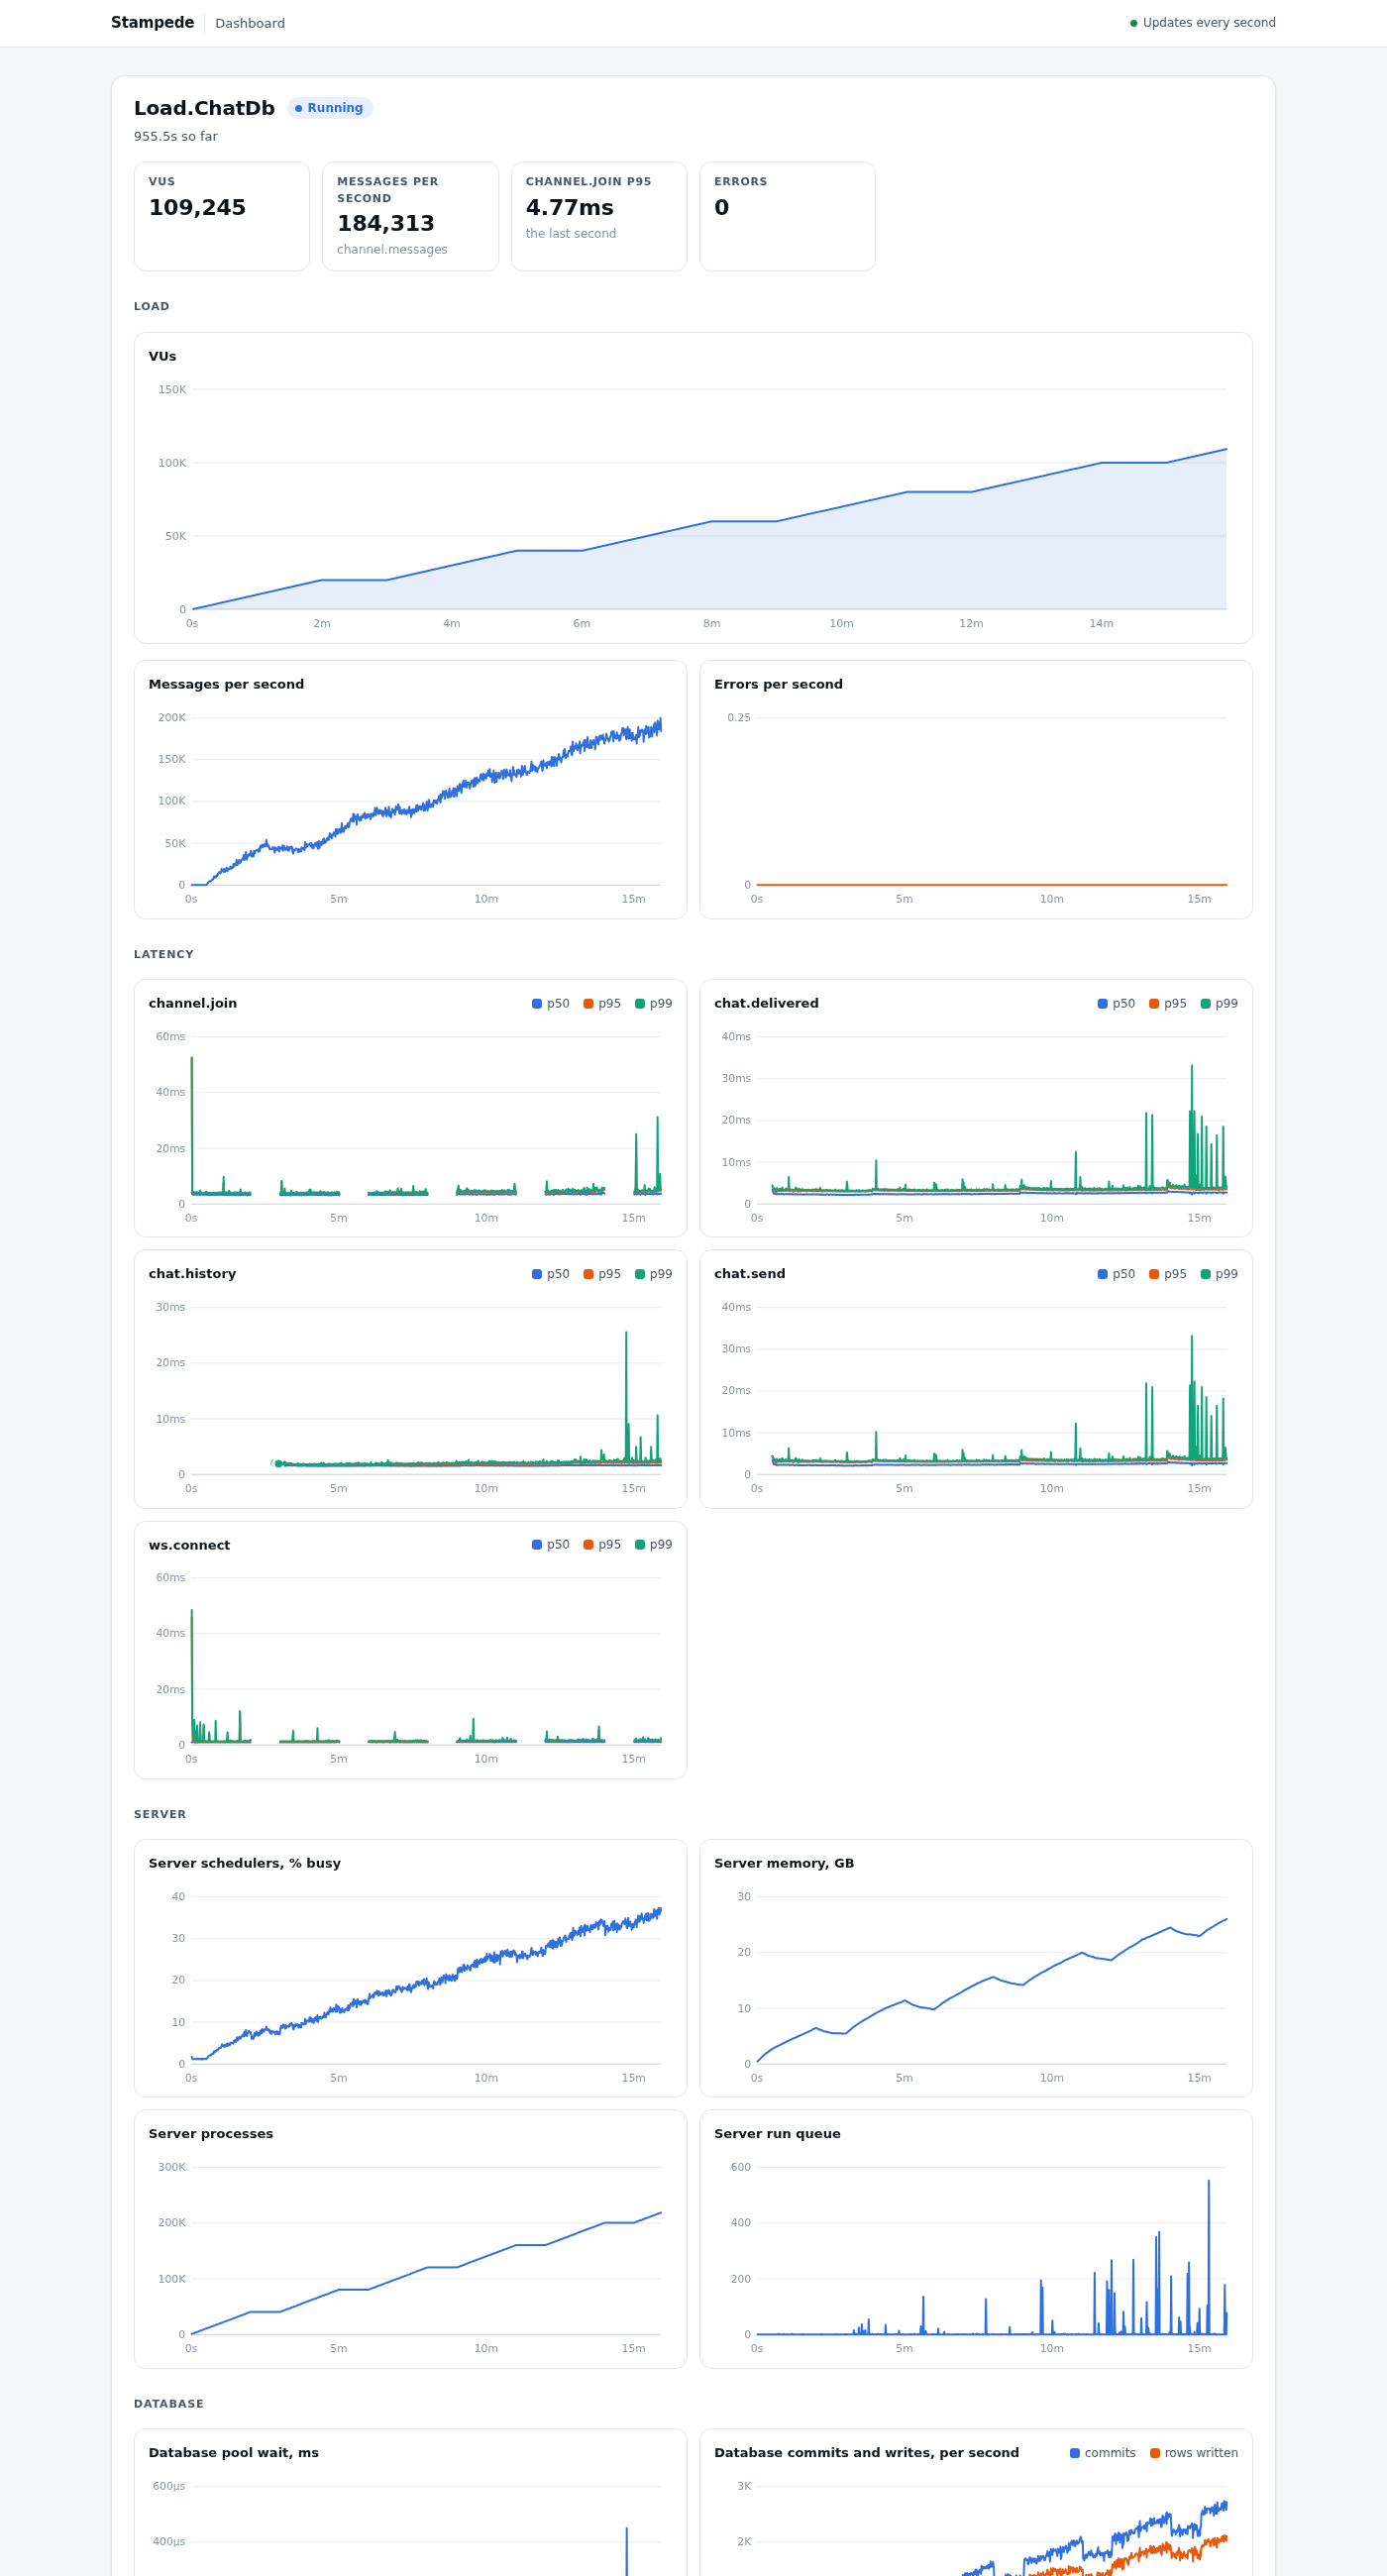 Stampede Dashboard Updates every second
Load.ChatDb Running
955.5s so far
VUS
109,245
MESSAGES PER
SECOND
184,313
channel.messages
CHANNEL.JOIN P95
4.77ms
the last second
ERRORS
0
LOAD
VUs
150K
100K
50K
0
0s 2m 4m 6m 8m 10m 12m 14m
Messages per second
200K
150K
100K
50K
0
0s 5m 10m 15m
Errors per second
0.25
0
0s 5m 10m 15m
LATENCY
channel.join p50 p95 p99
60ms
40ms
20ms
0
0s 5m 10m 15m
chat.delivered p50 p95 p99
40ms
30ms
20ms
10ms
0
0s 5m 10m 15m
chat.history p50 p95 p99
30ms
20ms
10ms
0
0s 5m 10m 15m
chat.send p50 p95 p99
40ms
30ms
20ms
10ms
0
0s 5m 10m 15m
ws.connect p50 p95 p99
60ms
40ms
20ms
0
0s 5m 10m 15m
SERVER
Server schedulers, % busy
40
30
20
10
0
0s 5m 10m 15m
Server memory, GB
30
20
10
0
0s 5m 10m 15m
Server processes
300K
200K
100K
0
0s 5m 10m 15m
Server run queue
600
400
200
0
0s 5m 10m 15m
DATABASE
Database pool wait, ms
600µs
400µs
Database commits and writes, per second commits rows written
3K
2K